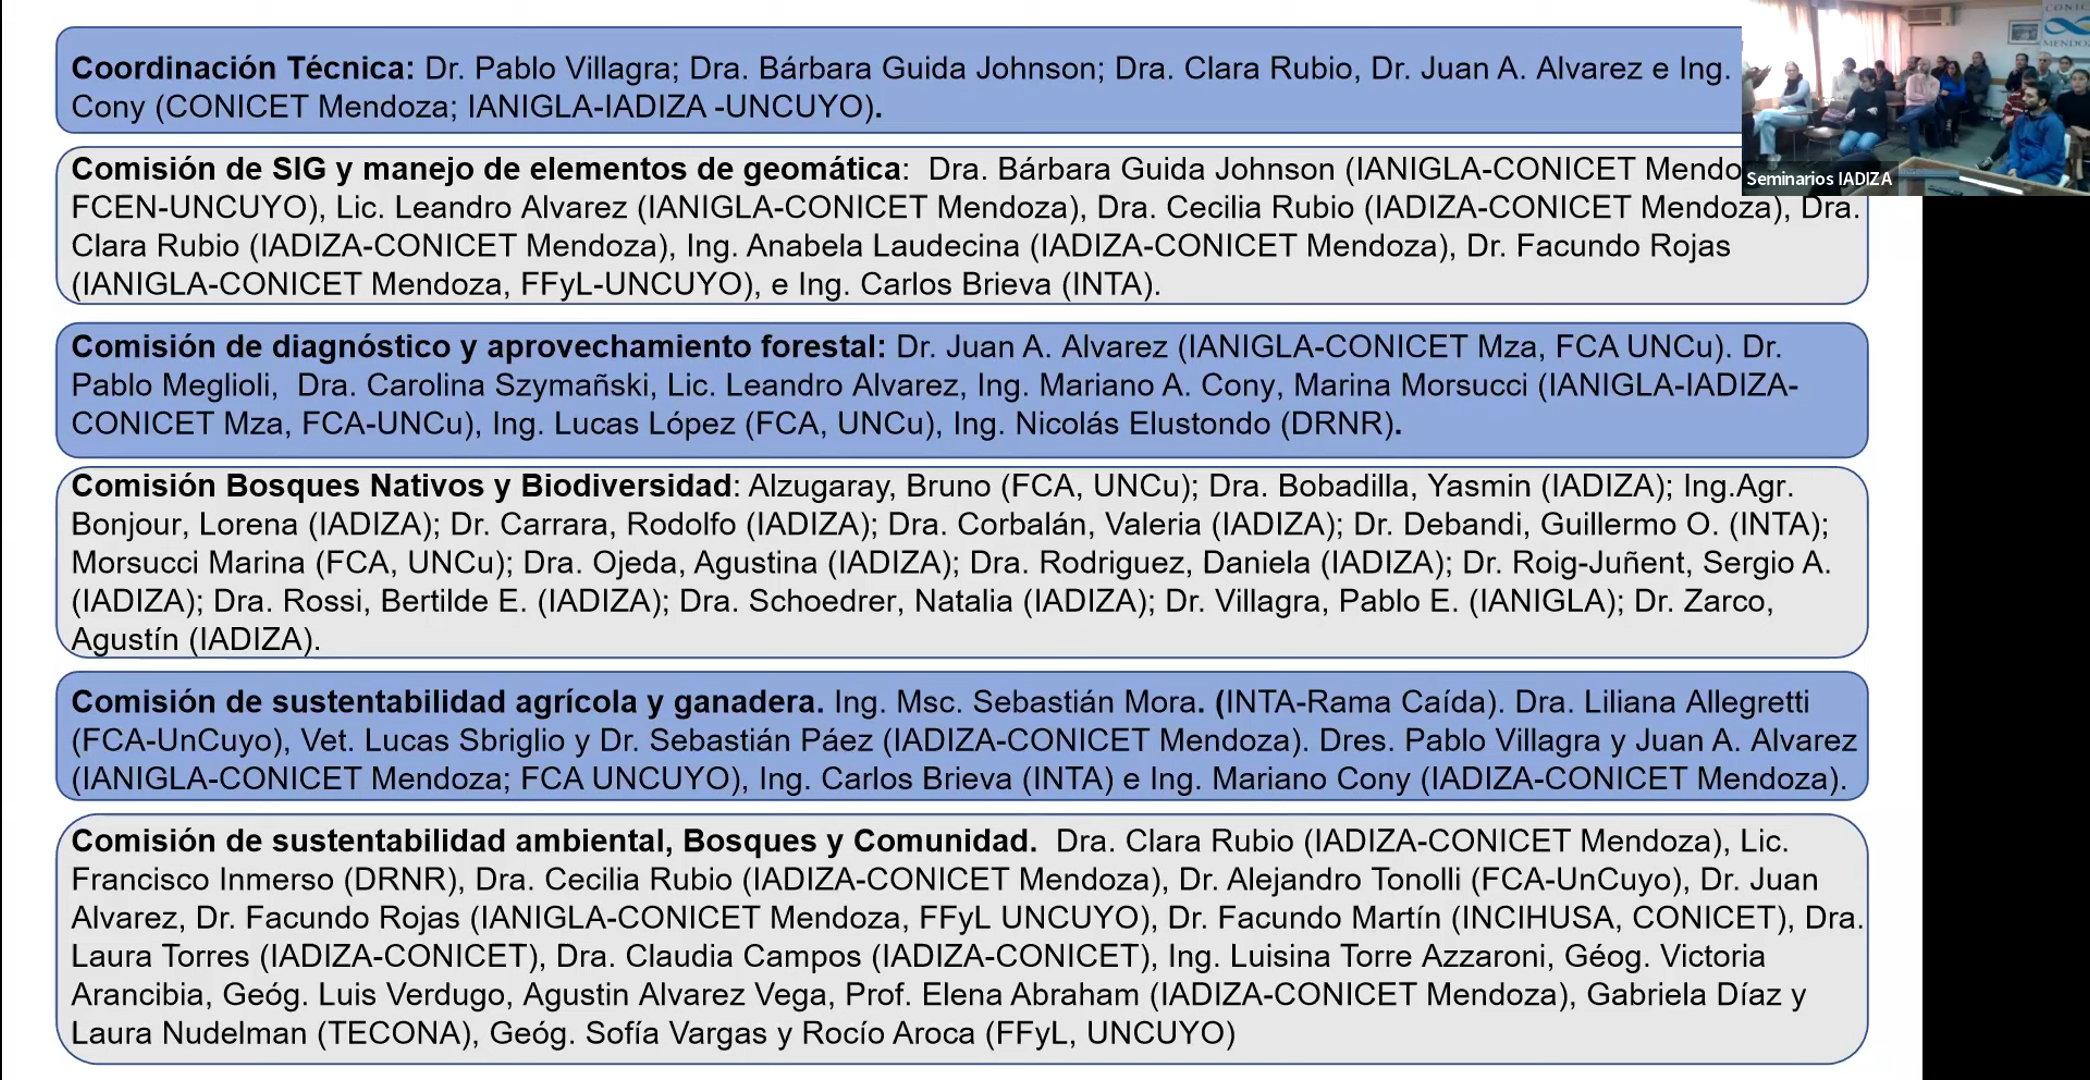 Coordinación Técnica: Dr. Pablo Villagra; Dra. Bárbara Guida Johnson; Dra. Clara Rubio, Dr. Juan A. Alvarez e Ing.
Cony (CONICET Mendoza; IANIGLA-IADIZA -UNCUYO).
Comisión de SIG y manejo de elementos de geomática:  Dra. Bárbara Guida Johnson (IANIGLA-CONICET Mendo
FCEN-UNCUYO), Lic. Leandro Alvarez (IANIGLA-CONICET Mendoza), Dra. Cecilia Rubio (IADIZA-CONICET Mendoza), Dra.
Clara Rubio (IADIZA-CONICET Mendoza), Ing. Anabela Laudecina (IADIZA-CONICET Mendoza), Dr. Facundo Rojas
(IANIGLA-CONICET Mendoza, FFyL-UNCUYO), e Ing. Carlos Brieva (INTA).
Comisión de diagnóstico y aprovechamiento forestal: Dr. Juan A. Alvarez (IANIGLA-CONICET Mza, FCA UNCu). Dr.
Pablo Meglioli,  Dra. Carolina Szymañski, Lic. Leandro Alvarez, Ing. Mariano A. Cony, Marina Morsucci (IANIGLA-IADIZA-
CONICET Mza, FCA-UNCu), Ing. Lucas López (FCA, UNCu), Ing. Nicolás Elustondo (DRNR).
Comisión Bosques Nativos y Biodiversidad: Alzugaray, Bruno (FCA, UNCu); Dra. Bobadilla, Yasmin (IADIZA); Ing.Agr.
Bonjour, Lorena (IADIZA); Dr. Carrara, Rodolfo (IADIZA); Dra. Corbalán, Valeria (IADIZA); Dr. Debandi, Guillermo O. (INTA);
Morsucci Marina (FCA, UNCu); Dra. Ojeda, Agustina (IADIZA); Dra. Rodriguez, Daniela (IADIZA); Dr. Roig-Juñent, Sergio A.
(IADIZA); Dra. Rossi, Bertilde E. (IADIZA); Dra. Schoedrer, Natalia (IADIZA); Dr. Villagra, Pablo E. (IANIGLA); Dr. Zarco,
Agustín (IADIZA).
Comisión de sustentabilidad agrícola y ganadera. Ing. Msc. Sebastián Mora. (INTA-Rama Caída). Dra. Liliana Allegretti
(FCA-UnCuyo), Vet. Lucas Sbriglio y Dr. Sebastián Páez (IADIZA-CONICET Mendoza). Dres. Pablo Villagra y Juan A. Alvarez
(IANIGLA-CONICET Mendoza; FCA UNCUYO), Ing. Carlos Brieva (INTA) e Ing. Mariano Cony (IADIZA-CONICET Mendoza).
Comisión de sustentabilidad ambiental, Bosques y Comunidad.  Dra. Clara Rubio (IADIZA-CONICET Mendoza), Lic.
Francisco Inmerso (DRNR), Dra. Cecilia Rubio (IADIZA-CONICET Mendoza), Dr. Alejandro Tonolli (FCA-UnCuyo), Dr. Juan
Alvarez, Dr. Facundo Rojas (IANIGLA-CONICET Mendoza, FFyL UNCUYO), Dr. Facundo Martín (INCIHUSA, CONICET), Dra.
Laura Torres (IADIZA-CONICET), Dra. Claudia Campos (IADIZA-CONICET), Ing. Luisina Torre Azzaroni, Géog. Victoria
Arancibia, Geóg. Luis Verdugo, Agustin Alvarez Vega, Prof. Elena Abraham (IADIZA-CONICET Mendoza), Gabriela Díaz y
Laura Nudelman (TECONA), Geóg. Sofía Vargas y Rocío Aroca (FFyL, UNCUYO)
CONIC
MENDOZ
Seminarios IADIZA